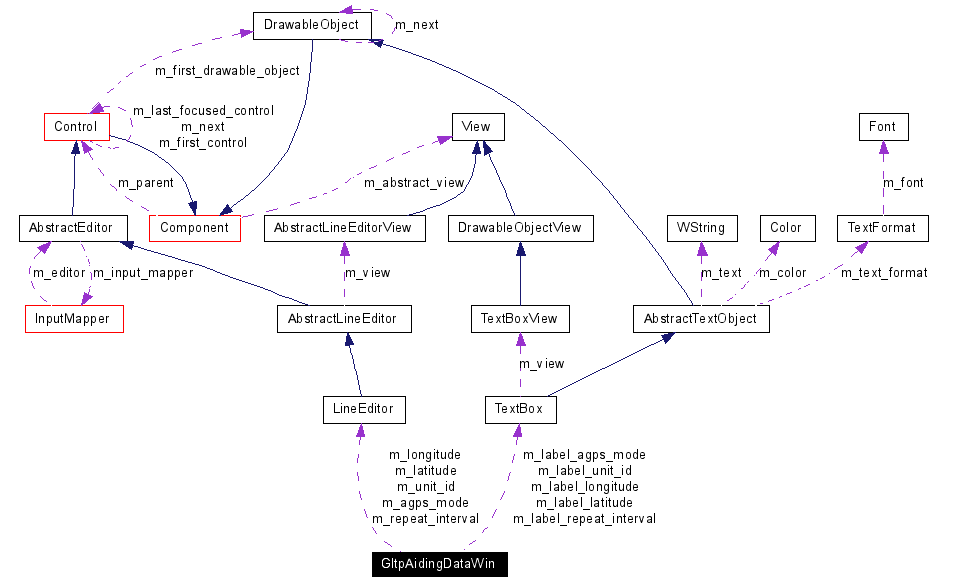 DrawableObject
m_next
m_first_drawable_object
m_last_focused_control
m_next
m_first_control
Control
View
Font
m_parent
m_abstract_view
m_font
AbstractEditor
Component
AbstractLineEditorView
DrawableObjectView
WString
Color
TextFormat
m_editor
m_input_mapper
m_view
m_text
m_color
m_text_format
InputMapper
AbstractLineEditor
TextBoxView
AbstractTextObject
m_view
LineEditor
TextBox
m_longitude
m_latitude
m_unit_id
m_agps_mode
m_repeat_interval
m_label_agps_mode
m_label_unit_id
m_label_longitude
m_label_latitude
m_label_repeat_interval
GltpAidingDataWin